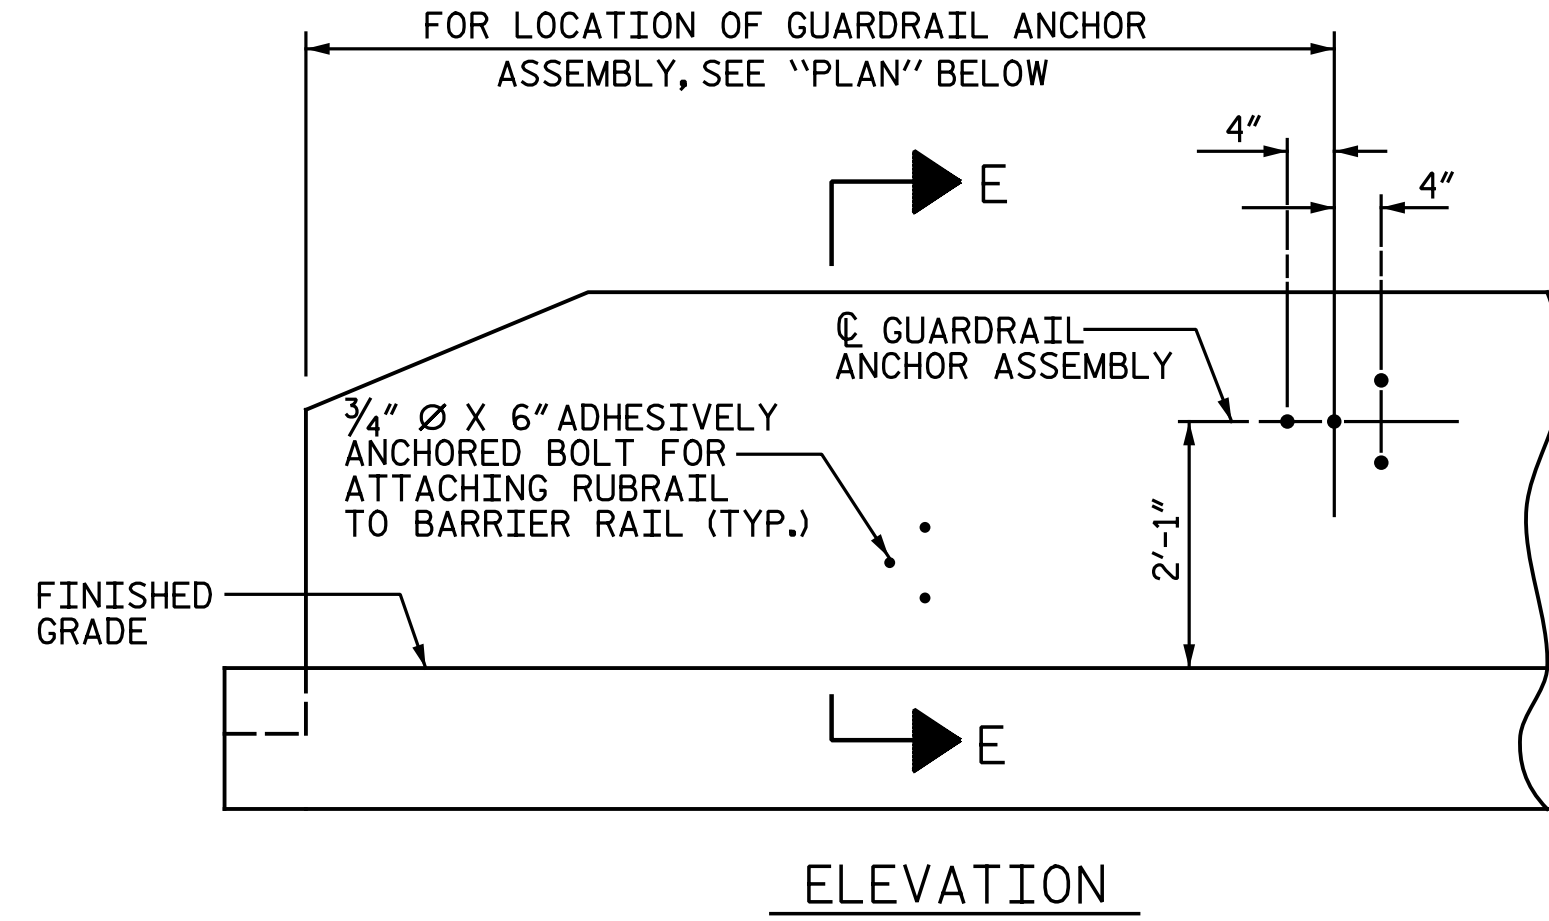 FOR LOCATION OF GUARDRAIL ANCHOR
ASSEMBLY, SEE "PLAN" BELOW
4"
4"
E
℄ GUARDRAIL
ANCHOR ASSEMBLY
3/4" Ø X 6" ADHESIVELY
ANCHORED BOLT FOR
ATTACHING RUBRAIL
TO BARRIER RAIL (TYP.)
2'-1"
FINISHED
GRADE
E
ELEVATION